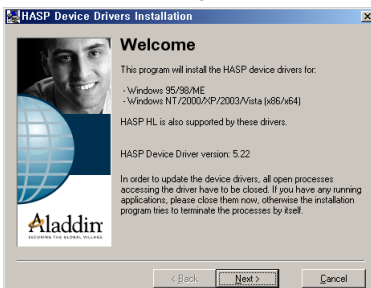 HASP Device Drivers Installation
Welcome
This program will install the HASP device drivers for:
- Windows 95/98/ME
- Windows NT/2000/XP/2003/Vista (x86/x64)
HASP HL is also supported by these drivers.
HASP Device Driver version: 5.22
In order to update the device drivers, all open processes
accessing the driver have to be closed. If you have any running
applications, please close them now, otherwise the installation
program tries to terminate the processes by itself.
Aladdin
SECURING THE GLOBAL VILLAGE
< Back
Next >
Cancel